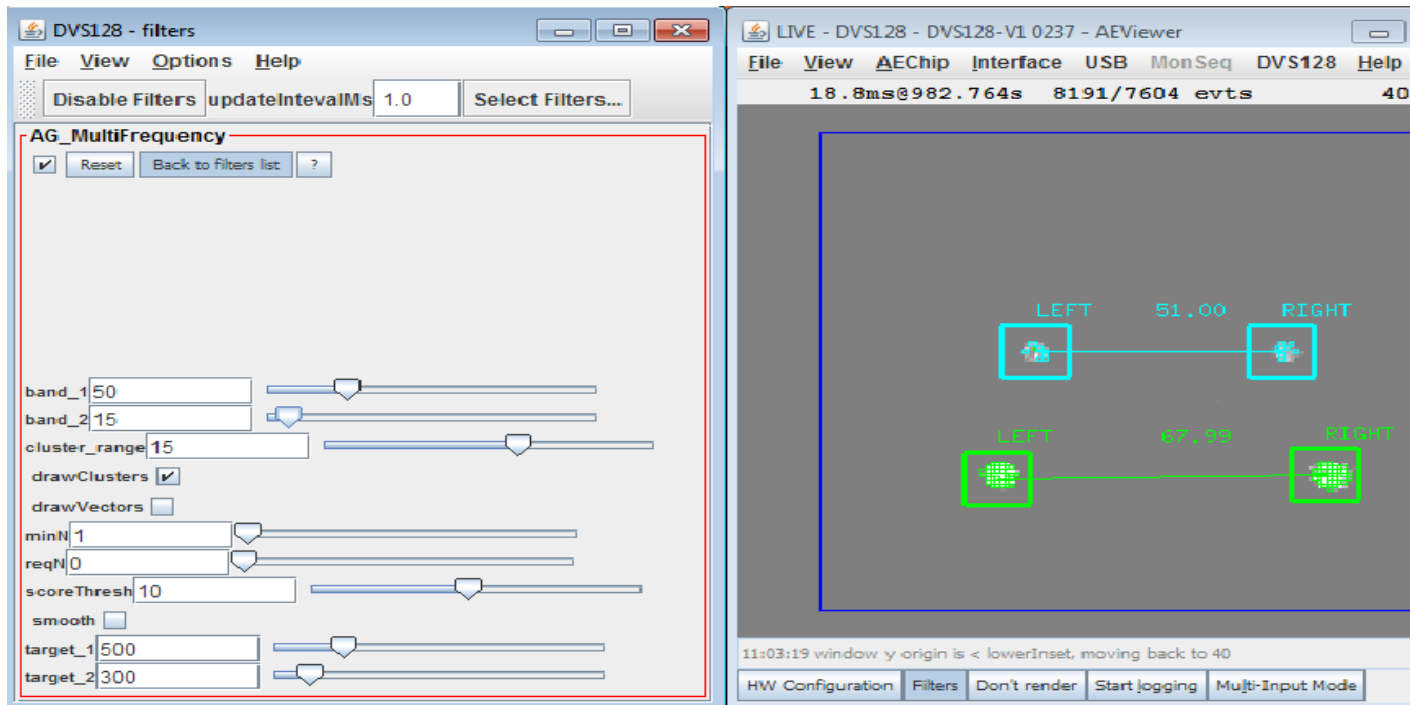 DVS128 - filters
File View Options Help
Disable Filters updateIntevalMs 1.0 Select Filters...
AG_MultiFrequency
Reset Back to filters list ?
band_1 50
band_2 15
cluster_range 15
drawClusters
drawVectors
minN 1
reqN 0
scoreThresh 10
smooth
target_1 500
target_2 300
LIVE - DVS128 - DVS128-V1 0237 - AEViewer
File View AEChip Interface USB MonSeq DVS128 Help
18.8ms@982.764s 8191/7604 evts 40
LEFT 51.00 RIGHT
LEFT 67.99 RIGHT
11:03:19 window y origin is < lowerInset, moving back to 40
HW Configuration Filters Don't render Start logging Multi-Input Mode